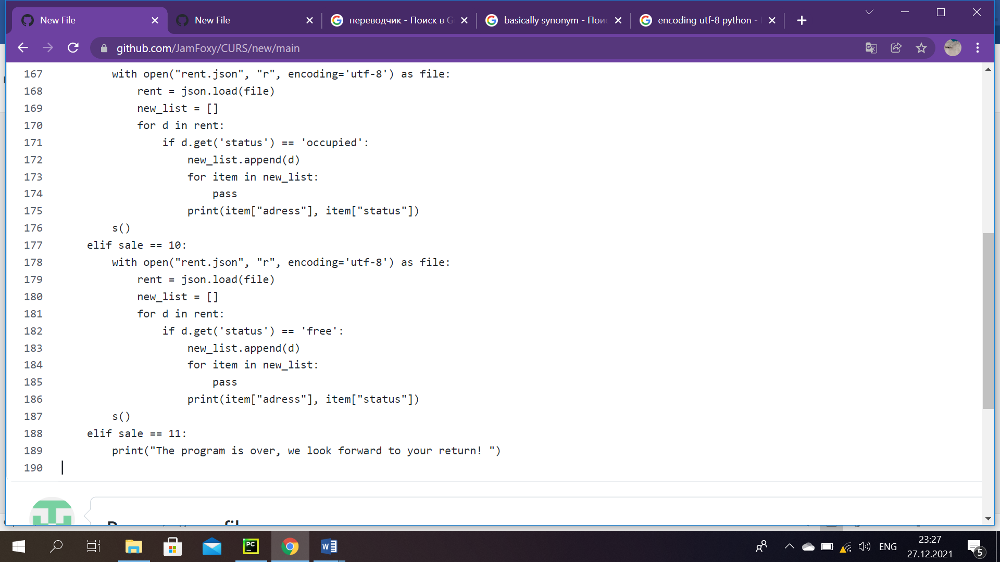 New File
New File
переводчик - Поиск в G
basically synonym - Пои
encoding utf-8 python -
github.com/JamFoxy/CURS/new/main
167 with open("rent.json", "r", encoding='utf-8') as file:
168 rent = json.load(file)
169 new_list = []
170 for d in rent:
171 if d.get('status') == 'occupied':
172 new_list.append(d)
173 for item in new_list:
174 pass
175 print(item["adress"], item["status"])
176 s()
177 elif sale == 10:
178 with open("rent.json", "r", encoding='utf-8') as file:
179 rent = json.load(file)
180 new_list = []
181 for d in rent:
182 if d.get('status') == 'free':
183 new_list.append(d)
184 for item in new_list:
185 pass
186 print(item["adress"], item["status"])
187 s()
188 elif sale == 11:
189 print("The program is over, we look forward to your return! ")
190
PC
W
ENG
23:27
27.12.2021
5